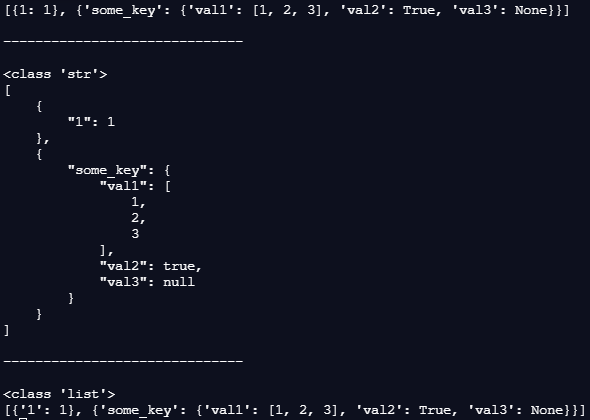 [{1: 1}, {'some_key': {'val1': [1, 2, 3], 'val2': True, 'val3': None}}]

------------------------------

<class 'str'>
[
    {
        "1": 1
    },
    {
        "some_key": {
            "val1": [
                1,
                2,
                3
            ],
            "val2": true,
            "val3": null
        }
    }
]

------------------------------

<class 'list'>
[{'1': 1}, {'some_key': {'val1': [1, 2, 3], 'val2': True, 'val3': None}}]